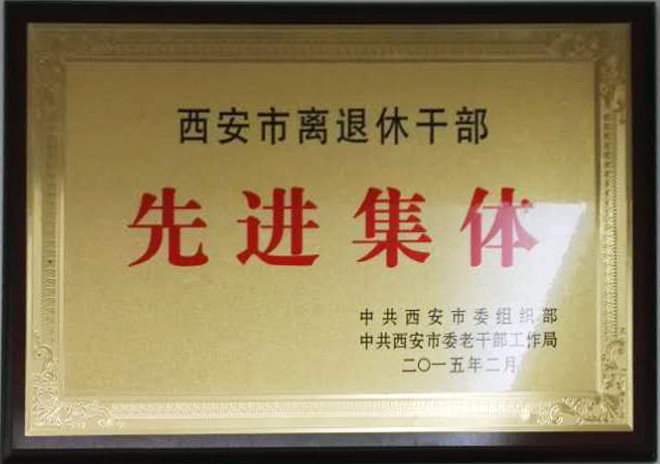 西安市离退休干部
先进集体
中共西安市委组织部
中共西安市委老干部工作局
二〇一五年二月